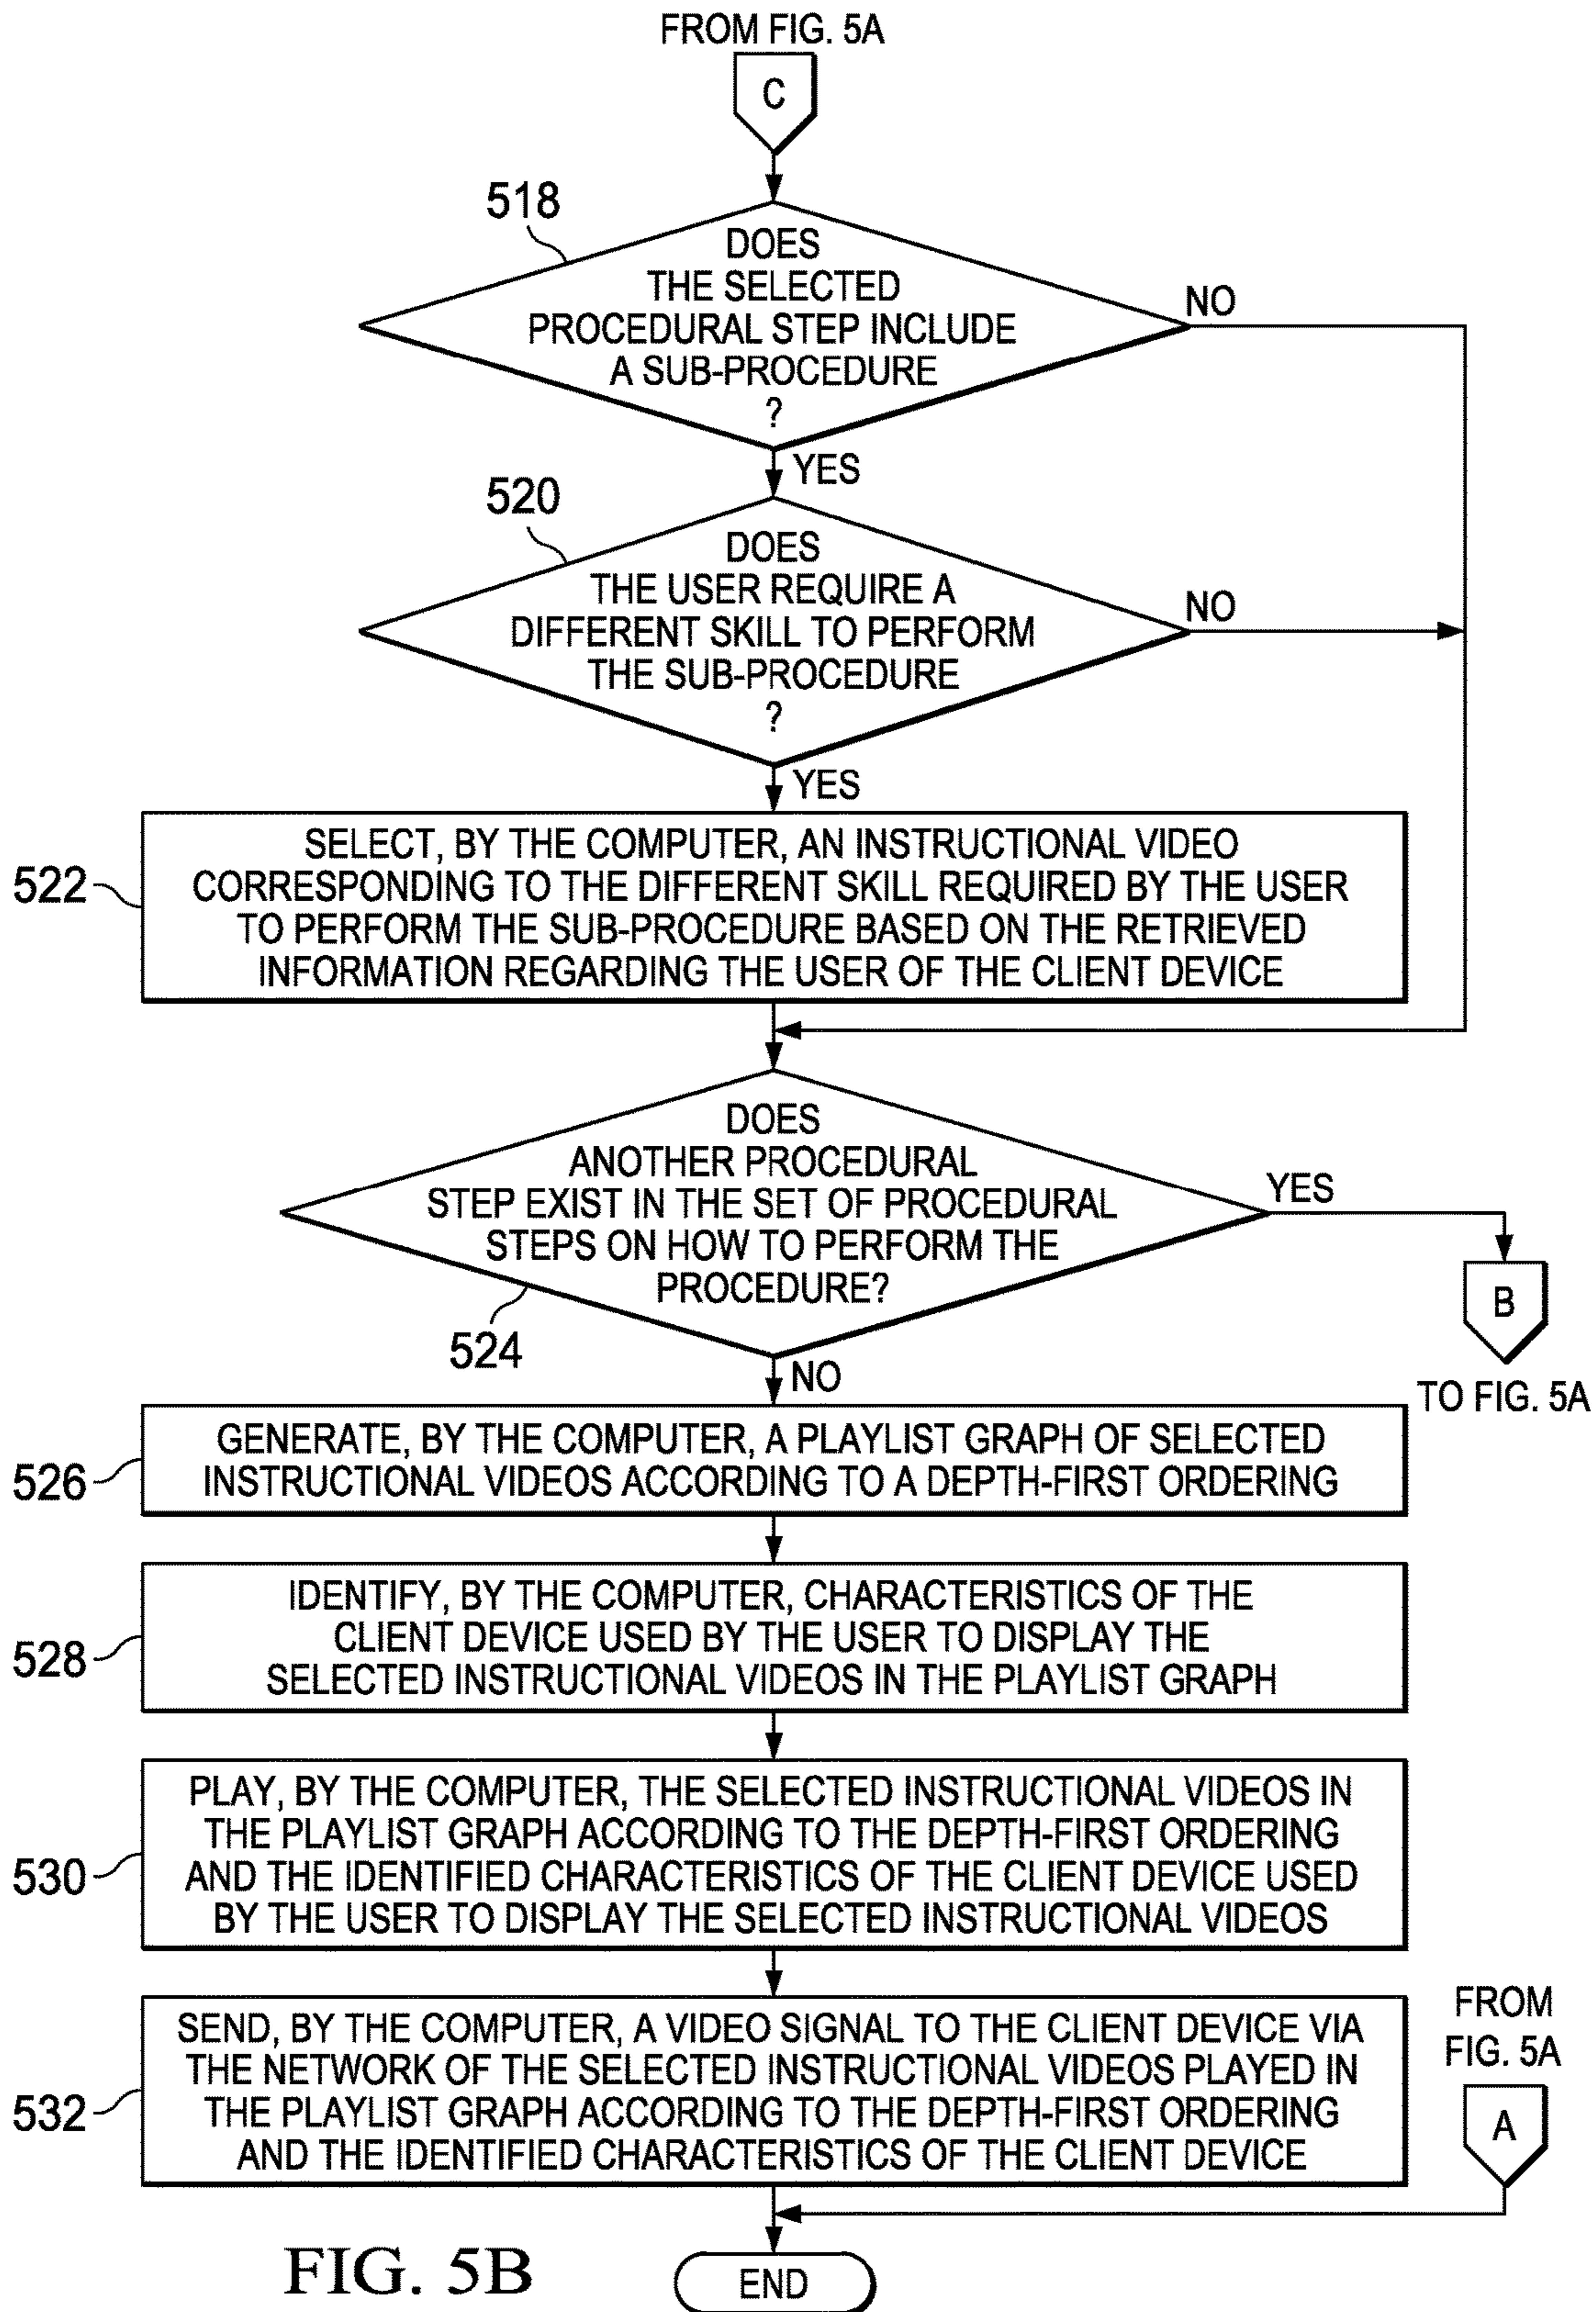 FROM FIG. 5A
C
518
DOES
THE SELECTED
PROCEDURAL STEP INCLUDE
A SUB-PROCEDURE
?
NO
YES
520
DOES
THE USER REQUIRE A
DIFFERENT SKILL TO PERFORM
THE SUB-PROCEDURE
?
NO
YES
522
SELECT, BY THE COMPUTER, AN INSTRUCTIONAL VIDEO
CORRESPONDING TO THE DIFFERENT SKILL REQUIRED BY THE USER
TO PERFORM THE SUB-PROCEDURE BASED ON THE RETRIEVED
INFORMATION REGARDING THE USER OF THE CLIENT DEVICE
DOES
ANOTHER PROCEDURAL
STEP EXIST IN THE SET OF PROCEDURAL
STEPS ON HOW TO PERFORM THE
PROCEDURE?
YES
B
TO FIG. 5A
524
NO
526
GENERATE, BY THE COMPUTER, A PLAYLIST GRAPH OF SELECTED
INSTRUCTIONAL VIDEOS ACCORDING TO A DEPTH-FIRST ORDERING
528
IDENTIFY, BY THE COMPUTER, CHARACTERISTICS OF THE
CLIENT DEVICE USED BY THE USER TO DISPLAY THE
SELECTED INSTRUCTIONAL VIDEOS IN THE PLAYLIST GRAPH
530
PLAY, BY THE COMPUTER, THE SELECTED INSTRUCTIONAL VIDEOS IN
THE PLAYLIST GRAPH ACCORDING TO THE DEPTH-FIRST ORDERING
AND THE IDENTIFIED CHARACTERISTICS OF THE CLIENT DEVICE USED
BY THE USER TO DISPLAY THE SELECTED INSTRUCTIONAL VIDEOS
532
SEND, BY THE COMPUTER, A VIDEO SIGNAL TO THE CLIENT DEVICE VIA
THE NETWORK OF THE SELECTED INSTRUCTIONAL VIDEOS PLAYED IN
THE PLAYLIST GRAPH ACCORDING TO THE DEPTH-FIRST ORDERING
AND THE IDENTIFIED CHARACTERISTICS OF THE CLIENT DEVICE
FROM
FIG. 5A
A
FIG. 5B
END